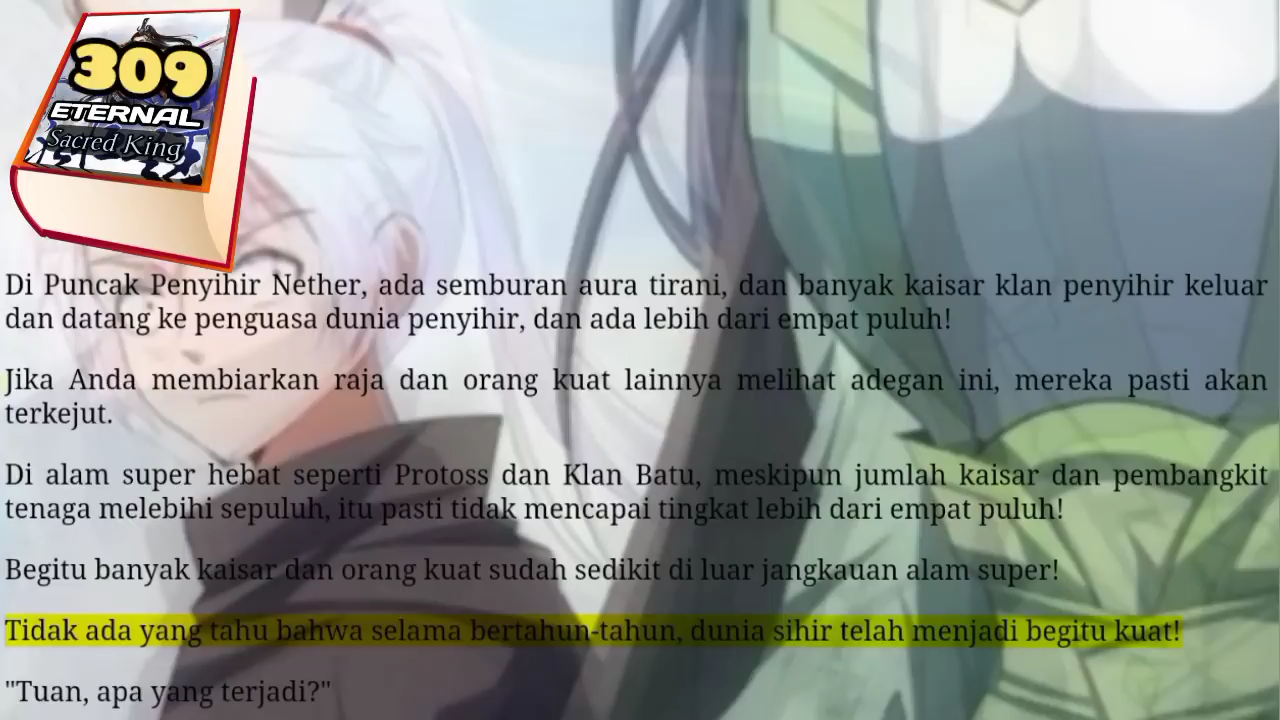 309
ETERNAL
Sacred King
Di Puncak Penyihir Nether, ada semburan aura tirani, dan banyak kaisar klan penyihir keluar
dan datang ke penguasa dunia penyihir, dan ada lebih dari empat puluh!
Jika Anda membiarkan raja dan orang kuat lainnya melihat adegan ini, mereka pasti akan
terkejut.
Di alam super hebat seperti Protoss dan Klan Batu, meskipun jumlah kaisar dan pembangkit
tenaga melebihi sepuluh, itu pasti tidak mencapai tingkat lebih dari empat puluh!
Begitu banyak kaisar dan orang kuat sudah sedikit di luar jangkauan alam super!
Tidak ada yang tahu bahwa selama bertahun-tahun, dunia sihir telah menjadi begitu kuat!
"Tuan, apa yang terjadi?"